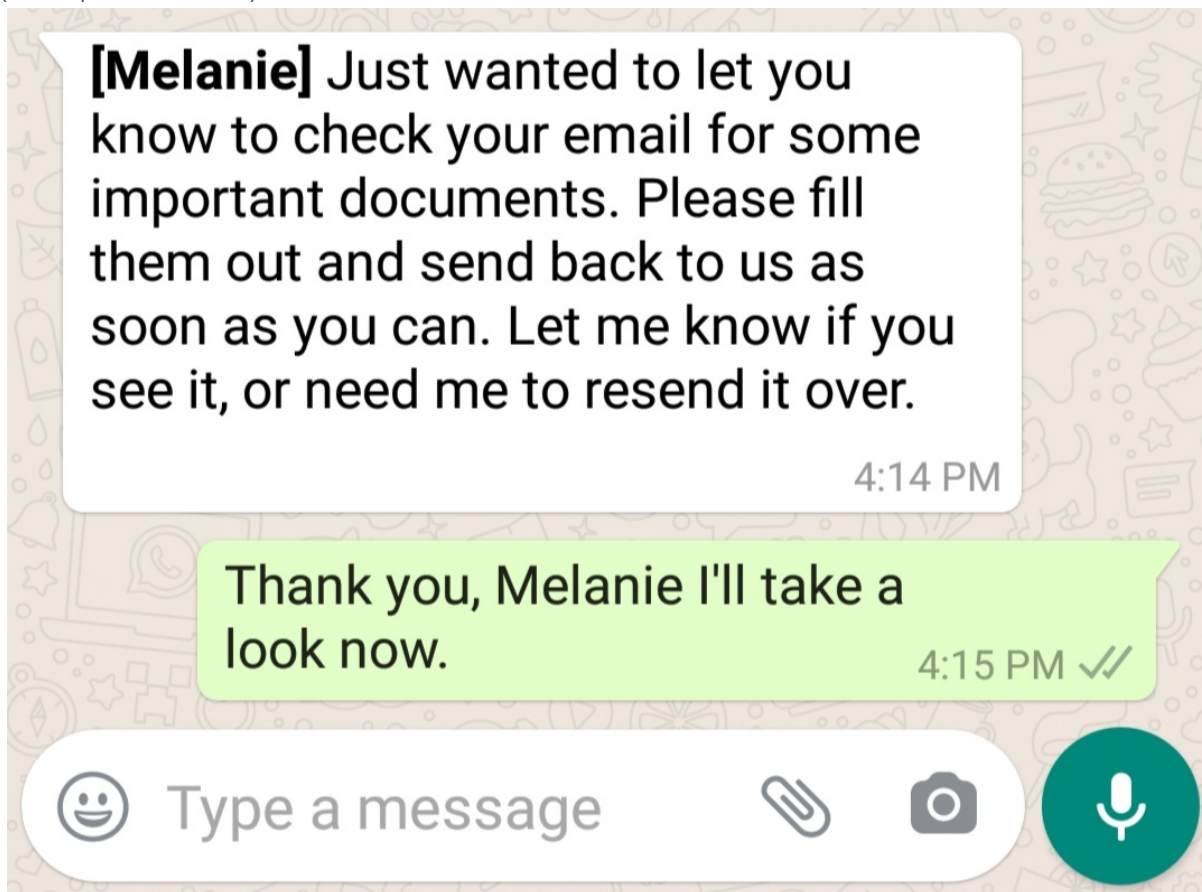 [Melanie] Just wanted to let you
know to check your email for some
important documents. Please fill
them out and send back to us as
soon as you can. Let me know if you
see it, or need me to resend it over.
4:14 PM
Thank you, Melanie I'll take a
look now.
4:15 PM
Type a message